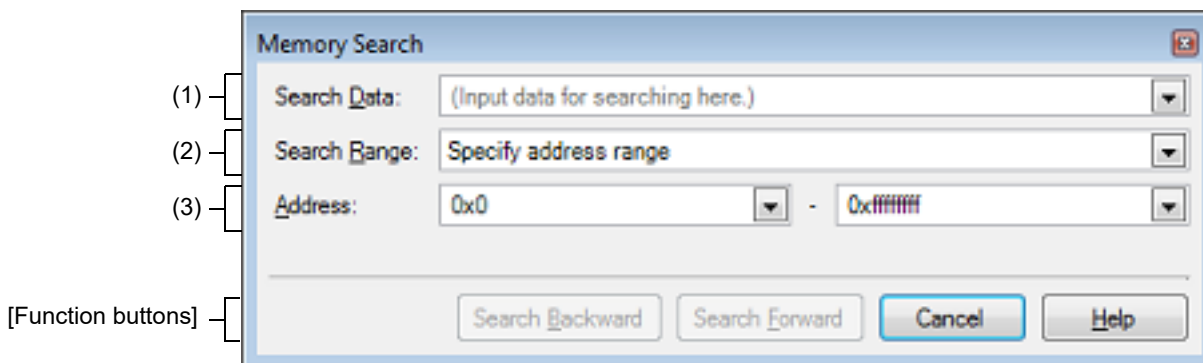 Memory Search
(1) Search Data: (Input data for searching here.)
(2) Search Range: Specify address range
(3) Address: 0x0 - 0xffffffff
[Function buttons] Search Backward Search Forward Cancel Help